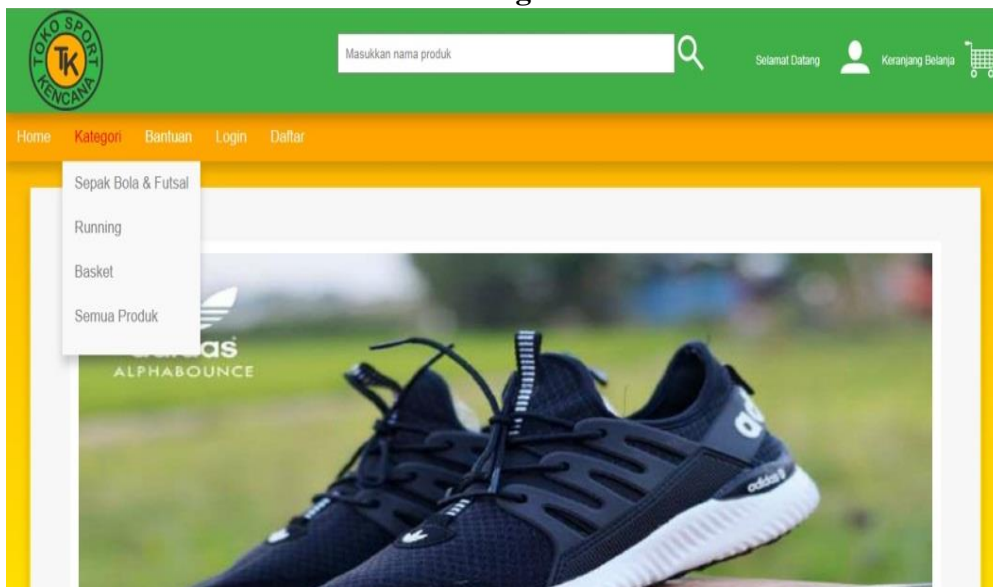 TOKO SPORT
TK
KENCANA
Masukkan nama produk
Selamat Datang
Keranjang Belanja
Home Kategori Bantuan Login Daftar
Sepak Bola & Futsal
Running
Basket
Semua Produk
ALPHABOUNCE
adidas